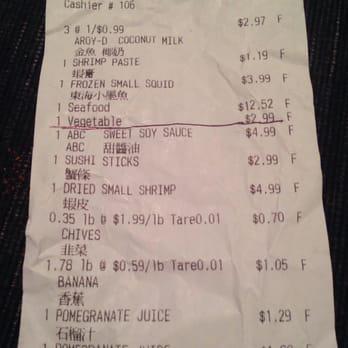 Cashier # 106
3 @ 1/$0.99 $2.97 F
AROY-D COCONUT MILK
金魚 椰奶
1 SHRIMP PASTE $1.19 F
蝦膏
1 FROZEN SMALL SQUID $3.99 F
東海小墨魚
1 Seafood $12.52 F
1 Vegetable $2.99 F
1 ABC SWEET SOY SAUCE $4.99 F
ABC 甜醬油
1 SUSHI STICKS $2.99 F
蟹條
1 DRIED SMALL SHRIMP $4.99 F
蝦皮
0.35 lb @ $1.99/lb Tare0.01 $0.70 F
CHIVES
韭菜
1.78 lb @ $0.59/lb Tare0.01 $1.05 F
BANANA
香蕉
1 POMEGRANATE JUICE $1.29 F
石榴汁
1 POMEGRANATE JUICE F